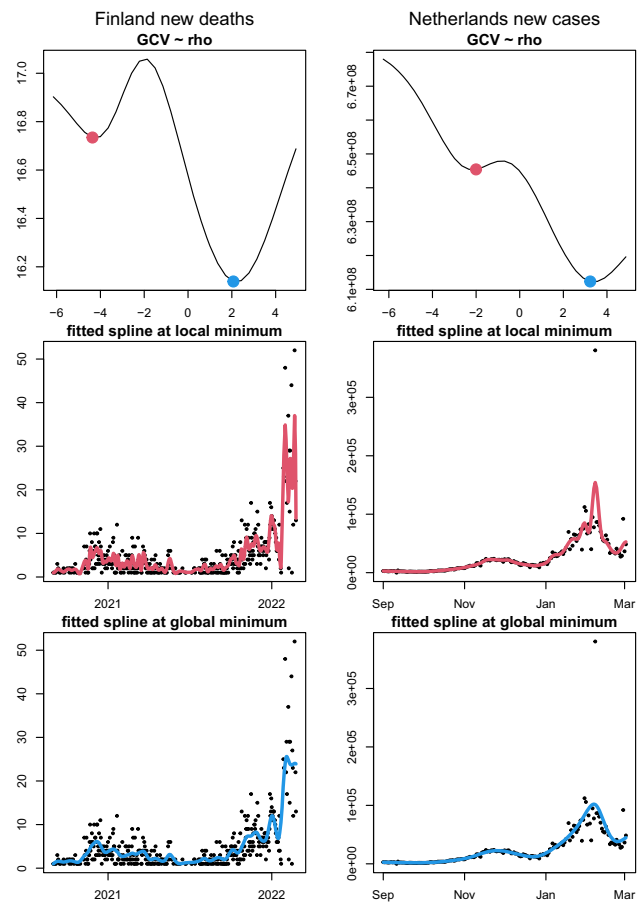 Finland new deaths
GCV ~ rho
17.0
16.8
16.6
16.4
16.2
−6 −4 −2 0 2 4
fitted spline at local minimum
50
40
30
20
10
0
2021 2022
fitted spline at global minimum
50
40
30
20
10
0
2021 2022
Netherlands new cases
GCV ~ rho
6.7e+08
6.5e+08
6.3e+08
6.1e+08
−6 −4 −2 0 2 4
fitted spline at local minimum
3e+05
2e+05
1e+05
0e+00
Sep Nov Jan Mar
fitted spline at global minimum
3e+05
2e+05
1e+05
0e+00
Sep Nov Jan Mar